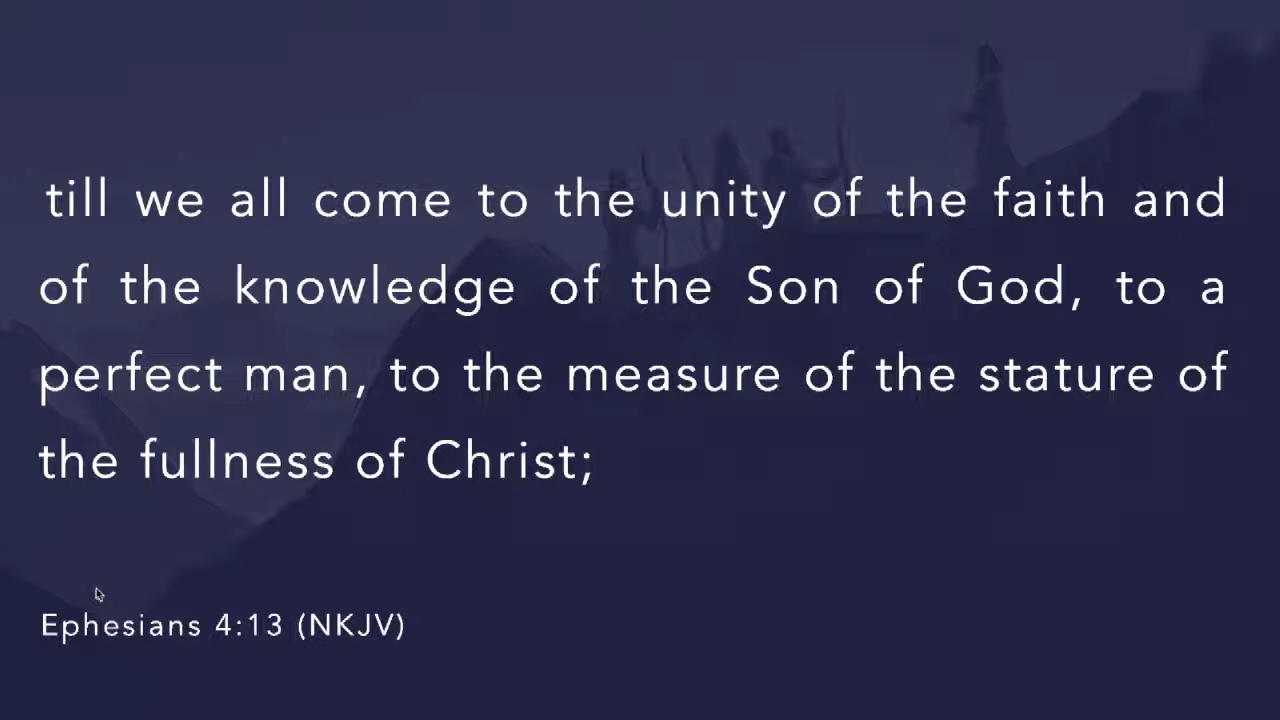 till we all come to the unity of the faith and
of the knowledge of the Son of God, to a
perfect man, to the measure of the stature of
the fullness of Christ;
Ephesians 4:13 (NKJV)